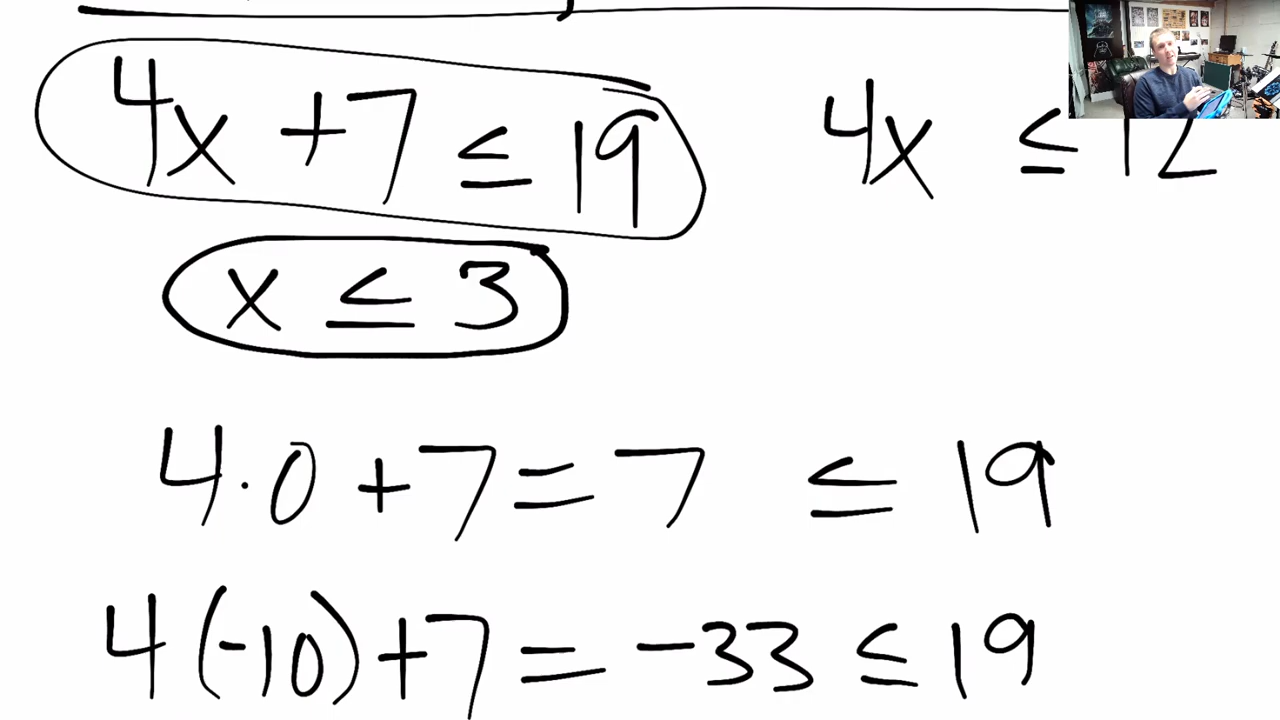 4x + 7 ≤ 19 4x ≤ 12
x ≤ 3
4·0 + 7 = 7 ≤ 19
4(-10) + 7 = -33 ≤ 19